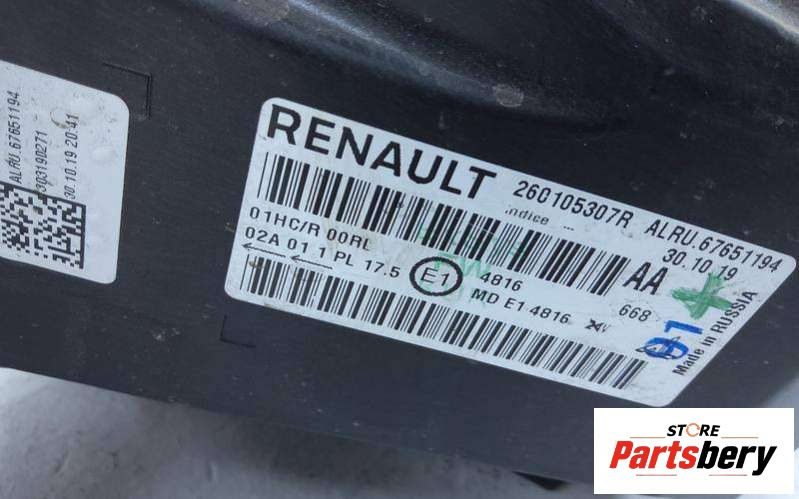 ALRU.67651194
303190271
30.10.19 20:41
RENAULT
260105307R ALRU.67651194
indice ... 30.10.19
01HC/R 00RL 4816 AA
02A 01 1 PL 17.5 E1 MD E1 4816 668
91
Made in RUSSIA
STORE
Partsbery